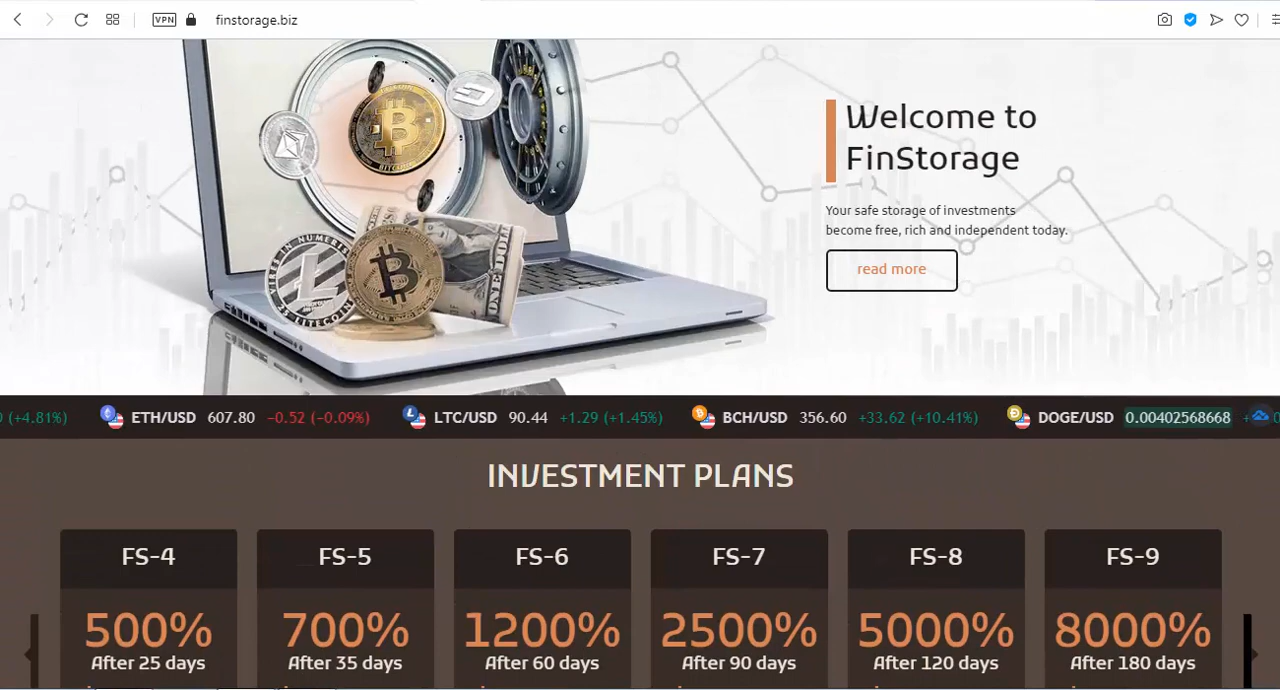 VPN
finstorage.biz
Welcome to
FinStorage
Your safe storage of investments
become free, rich and independent today.
read more
(+4.81%) ETH/USD 607.80 −0.52 (−0.09%) LTC/USD 90.44 +1.29 (+1.45%) BCH/USD 356.60 +33.62 (+10.41%) DOGE/USD 0.00402568668
INVESTMENT PLANS
FS-4 FS-5 FS-6 FS-7 FS-8 FS-9
500% 700% 1200% 2500% 5000% 8000%
After 25 days After 35 days After 60 days After 90 days After 120 days After 180 days